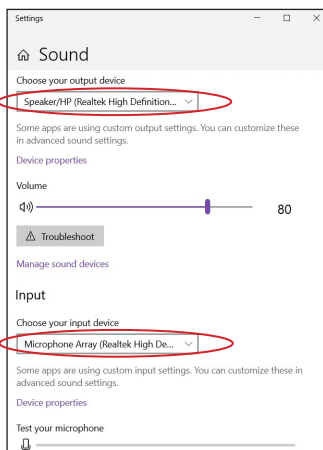 Settings
Sound
Choose your output device
Speaker/HP (Realtek High Definition...
Some apps are using custom output settings. You can customize these
in advanced sound settings.
Device properties
Volume
80
Troubleshoot
Manage sound devices
Input
Choose your input device
Microphone Array (Realtek High De...
Some apps are using custom input settings. You can customize these in
advanced sound settings.
Device properties
Test your microphone